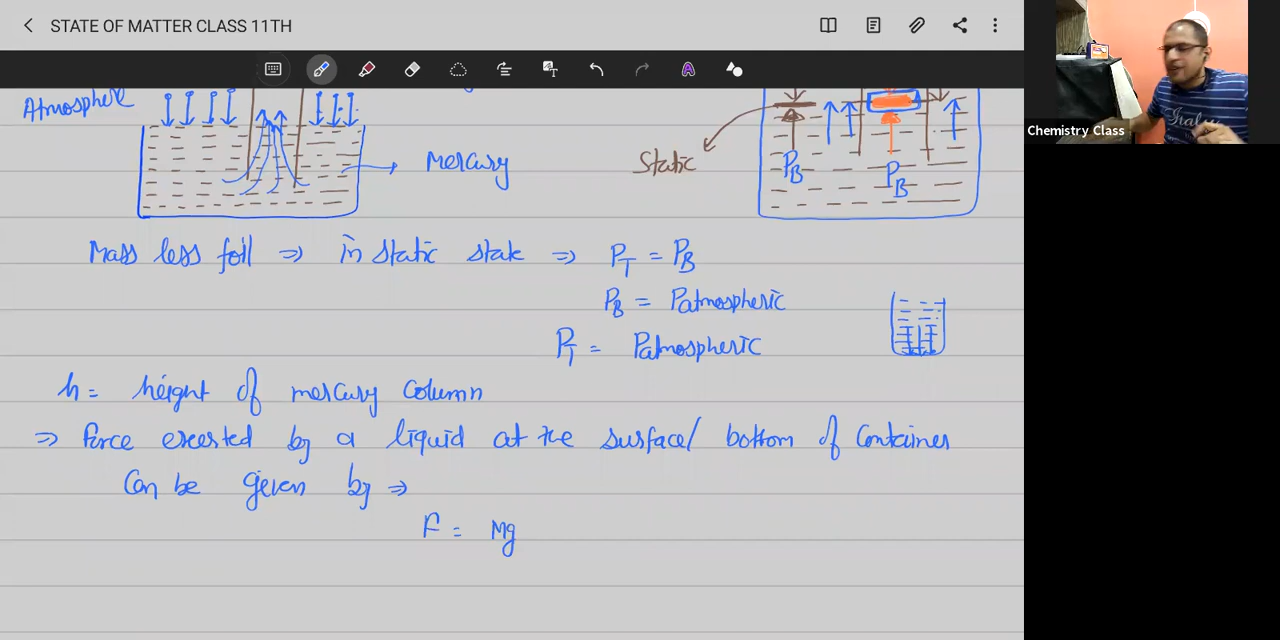 STATE OF MATTER CLASS 11TH
Chemistry Class
Atmosphere
Mercury
Static
PB
PB
Mass less foil ⇒ in static state ⇒ PT = PB
PB = Patmospheric
PT = Patmospheric
h = height of mercury column
⇒ Force exerted by a liquid at the surface/ bottom of container
Can be given by ⇒
F = Mg